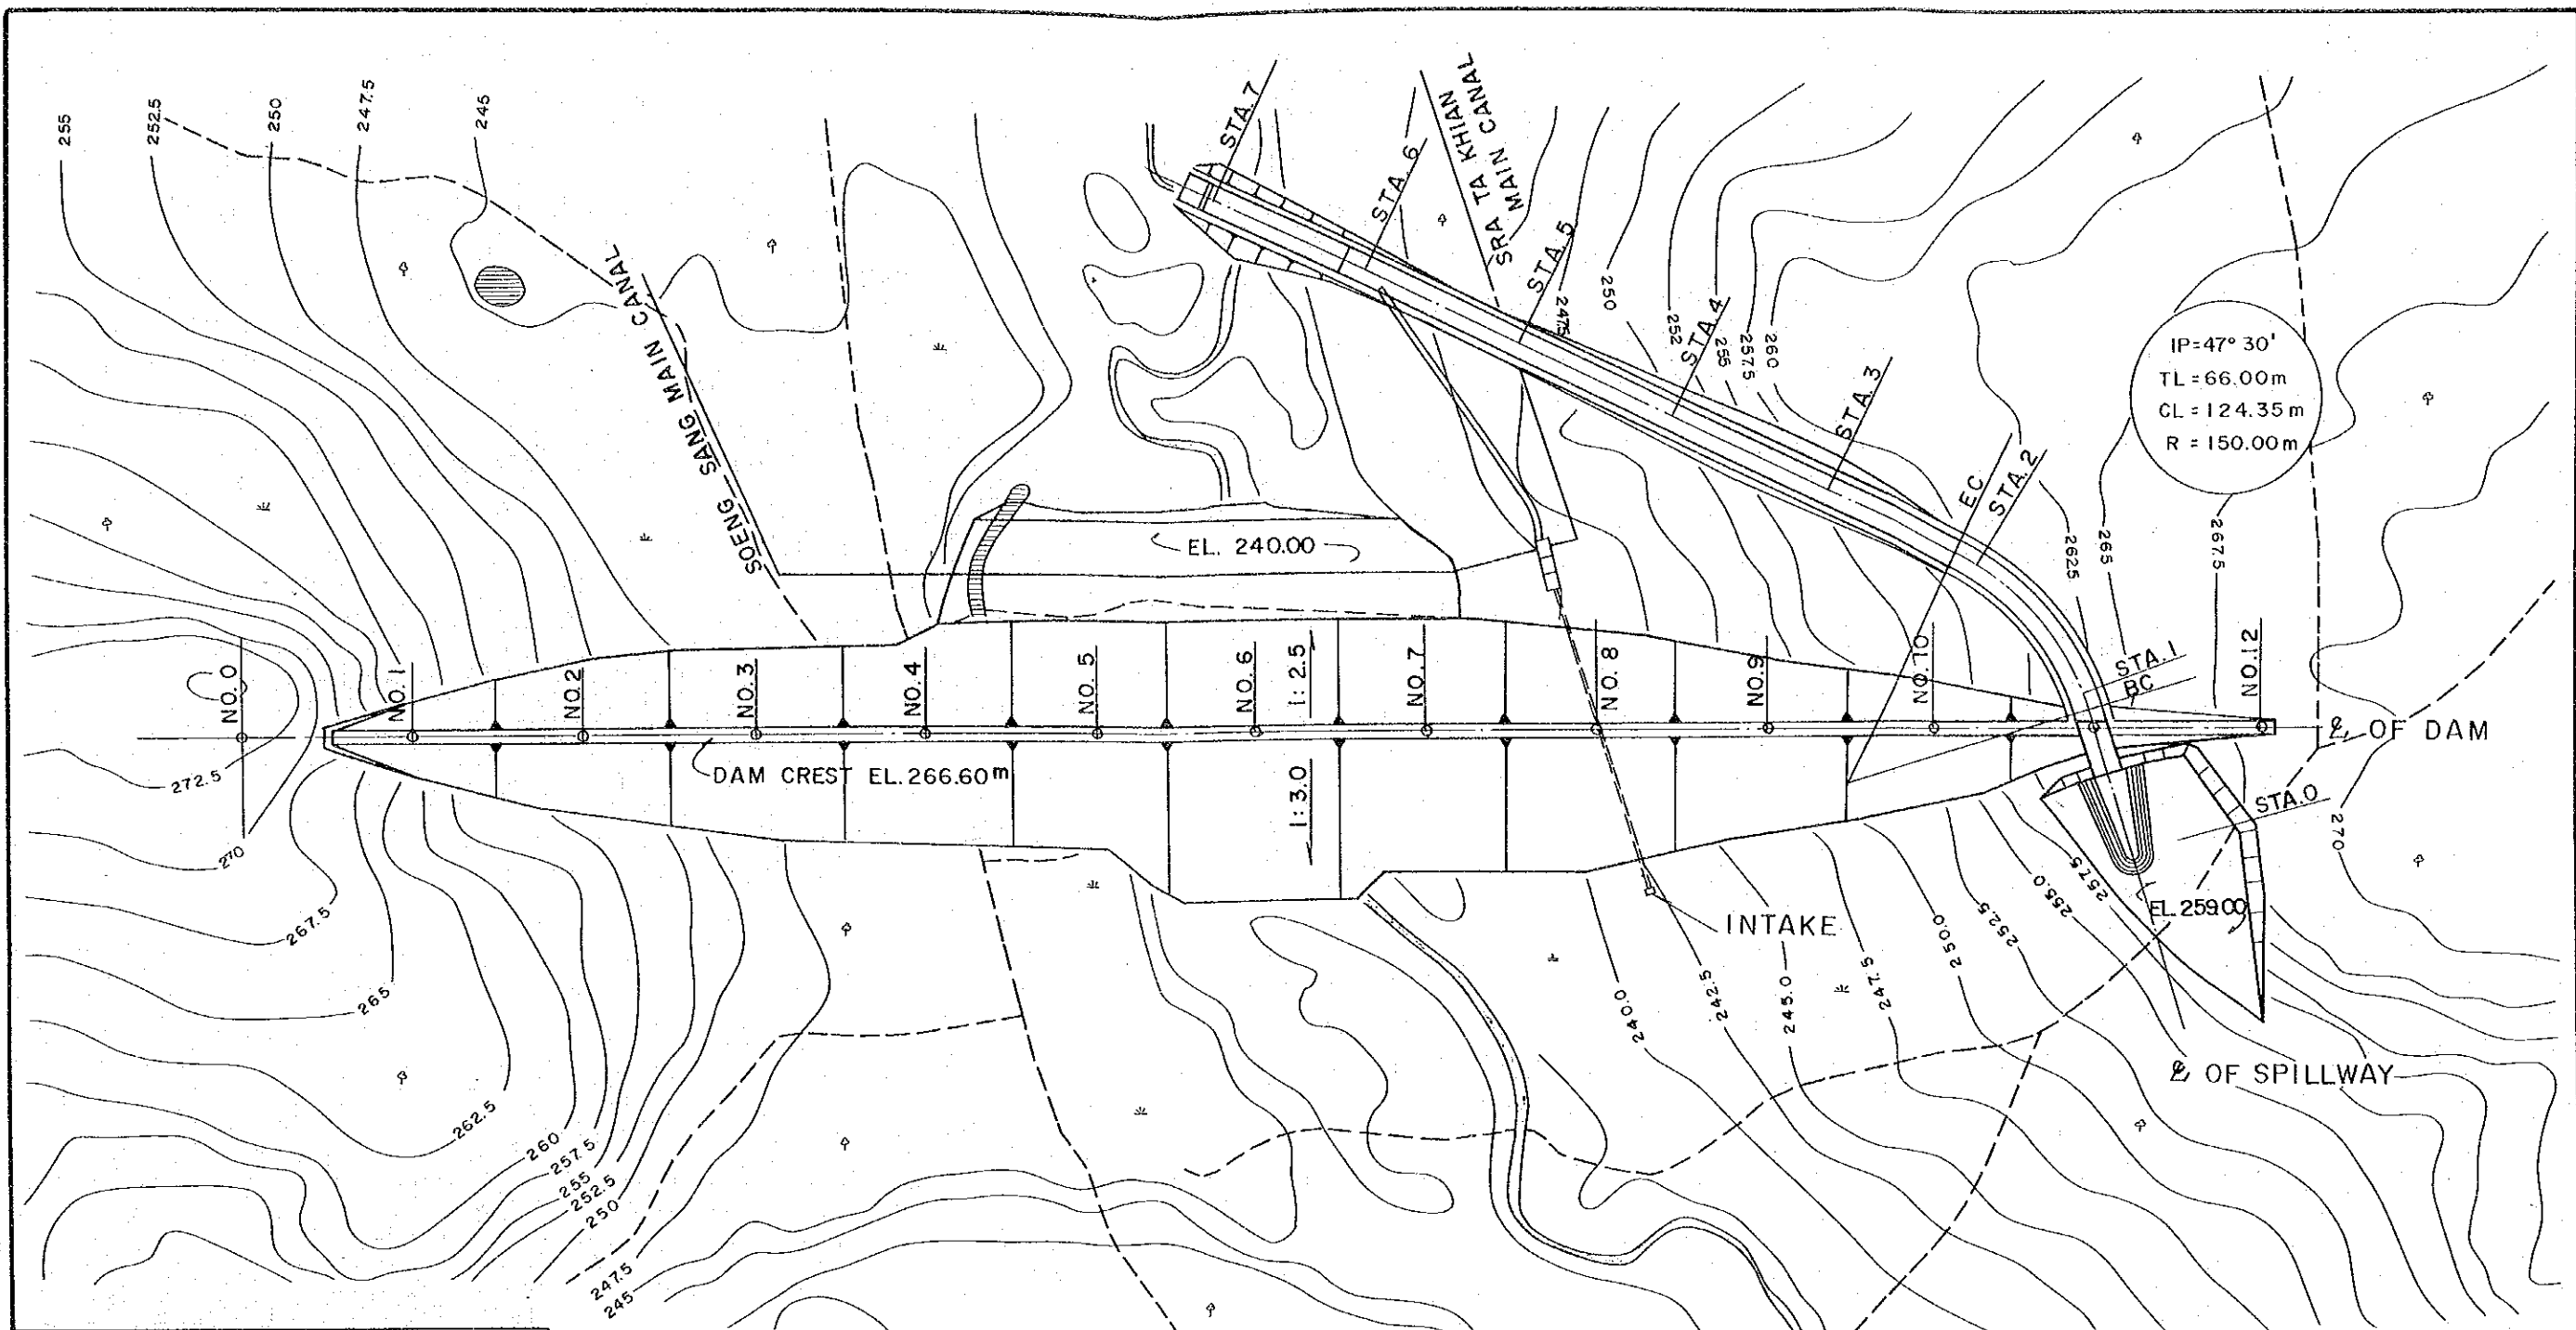 255
252.5
250
247.5
245
STA.7
STA.6
SRA TA KHIAN
MAIN CANAL
STA.5
247.5
250
252
STA.4
255
257.5
260
STA.3
IP=47° 30'
TL=66.00m
CL=124.35m
R=150.00m
SOENG SANG MAIN CANAL
EC
STA.2
262.5
265
267.5
EL. 240.00
STA.1
BC
NO.0
NO.1
NO.2
NO.3
NO.4
NO.5
NO.6
1:2.5
NO.7
NO.8
NO.9
NO.10
NO.12
℄ OF DAM
DAM CREST EL.266.60m
1:3.0
STA.0
272.5
270
267.5
265
262.5
260
257.5
255
252.5
250
247.5
245
INTAKE
240.0
242.5
245.0
247.5
250.0
252.5
255.0
257.5
EL.259.00
270
℄ OF SPILLWAY